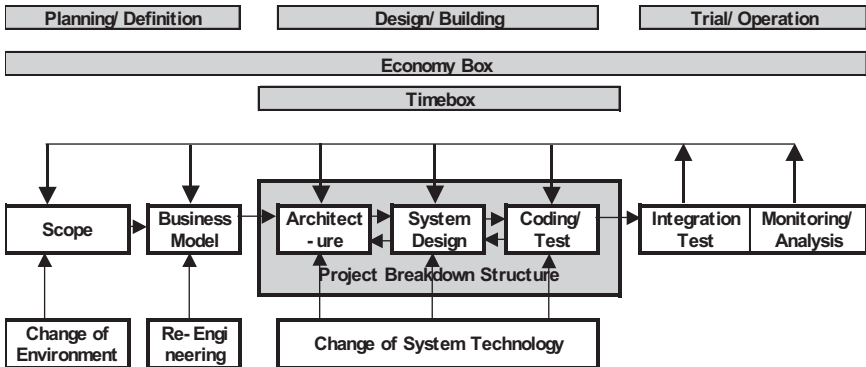 Planning/ Definition
Design/ Building
Trial/ Operation
Economy Box
Timebox
Scope
Business
Model
Architect
-ure
System
Design
Coding/
Test
Integration
Test
Monitoring/
Analysis
Project Breakdown Structure
Change of
Environment
Re- Engi
neering
Change of System Technology